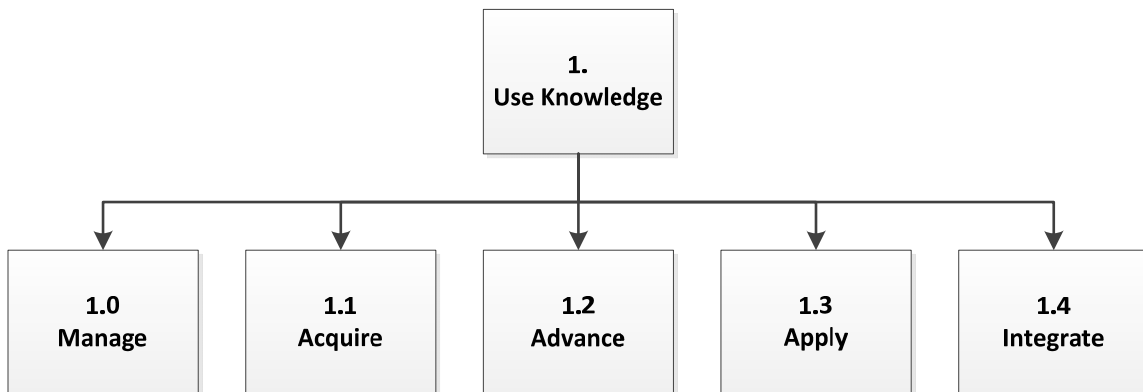 1.
Use Knowledge
1.0
Manage
1.1
Acquire
1.2
Advance
1.3
Apply
1.4
Integrate